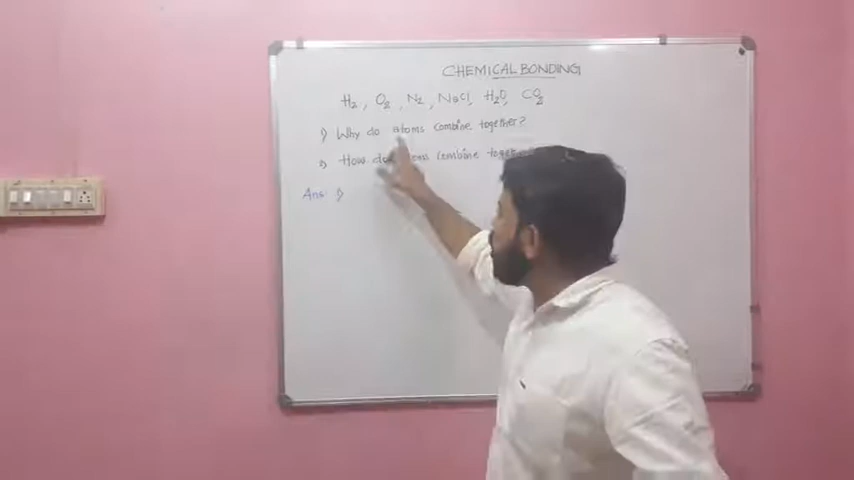 CHEMICAL BONDING
H2, O2, N2, NaCl, H2O, CO2
1) Why do atoms combine together?
2) How do atoms combine
Ans 1)